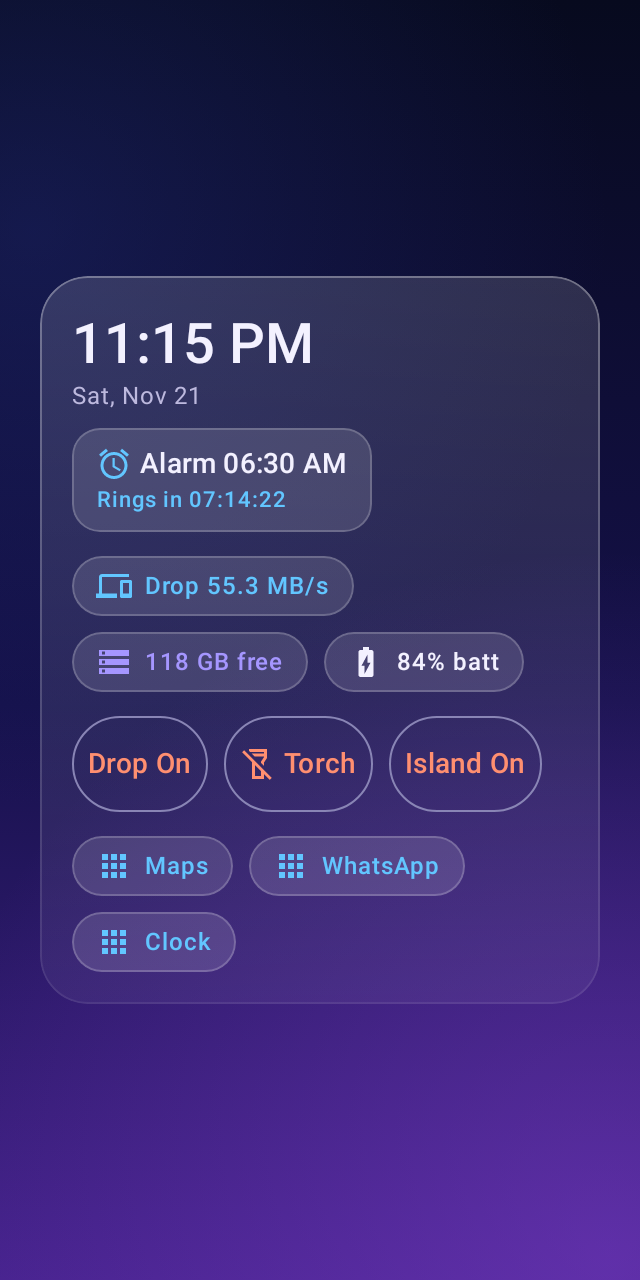 11:15 PM
Sat, Nov 21
Alarm 06:30 AM
Rings in 07:14:22
Drop 55.3 MB/s
118 GB free
84% batt
Drop On
Torch
Island On
Maps
WhatsApp
Clock